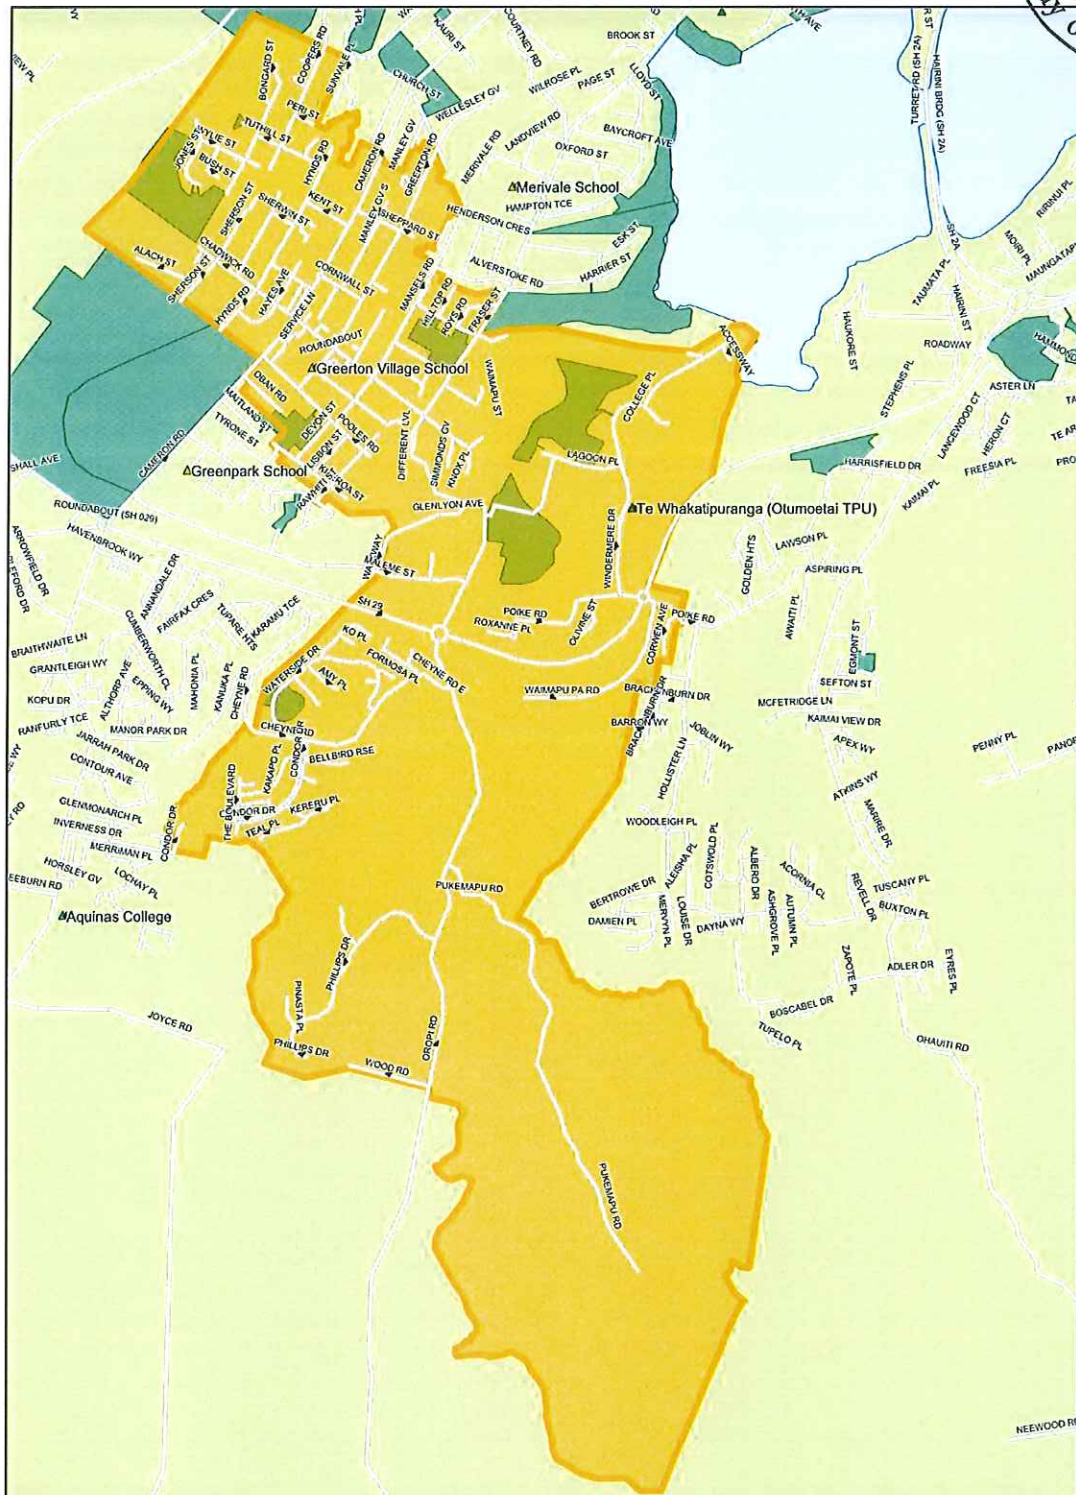 BONGARD ST
COOPERS RD
SUNVALE PL
KAURI ST
COURTNEY RD
BROOK ST
TURRET RD (SH 2A)
HAIRINI BRDG (SH 2A)
VIEW PL
CHURCH ST
WELLESLEY GV
WILROSE PL
PAGE ST
LLOYD ST
PERI ST
TUTHILL ST
WYLIE ST
JONES ST
BUSH ST
HYNDS RD
CAMERON RD
MANLEY GV
GREERTON RD
MERIVALE RD
LANDVIEW RD
BAYCROFT AVE
OXFORD ST
Merivale School
HAMPTON TCE
SHERSON ST
SHERWIN ST
KENT ST
MANLEY GV S
SHEPPARD ST
HENDERSON CRES
ESK ST
RIRINUI PL
MOIRI PL
SH 2A
ALACH ST
SHERSON ST
CHADWICK RD
HAYES AVE
CORNWALL ST
MANSELS RD
ALVERSTOKE RD
HARRIER ST
TAUMATA PL
HYNDS RD
SERVICE LN
HILLTOP RD
ROYS RD
FRASER ST
HAIRINI ST
ROUNDABOUT
ACCESSWAY
HAUKORE ST
ROADWAY
Greerton Village School
OBAN RD
WAIMAPU ST
COLLEGE PL
STEPHENS PL
ASTER LN
MAITLAND ST
TYRONE ST
DEVON ST
POOLES RD
LISBON ST
DIFFERENT LVL
SIMMONDS GV
KNOX PL
LANGEWOOD CT
HERON CT
CAMERON RD
Greenpark School
LAGOON PL
HARRISFIELD DR
FREESIA PL
KAIMAI PL
SHALL AVE
ROUNDABOUT (SH 029)
GLENLYON AVE
Te Whakatipuranga (Otumoetai TPU)
HAVENBROOK WY
ARROWFIELD DR
MALEME ST
WINDERMERE DR
GOLDEN HTS
LAWSON PL
ASPIRING PL
ANNANDALE DR
FAIRFAX CRES
TUPARE HTS
KARAMU TCE
SH 29
POIKE RD
ROXANNE PL
OLIVINE ST
CORWEN AVE
POIKE RD
AWAITI PL
EGMONT ST
BRAITHWAITE LN
CUMBERWORTH CL
KO PL
FORMOSA PL
CHEYNE RD E
GRANTLEIGH WY
ALTHORP AVE
EPPING WY
MAHONIA PL
KANUKA PL
CHEYNE RD
WATERSIDE DR
AMY PL
WAIMAPU PA RD
BRACKENBURN DR
SEFTON ST
KOPU DR
MCFETRIDGE LN
RANFURLY TCE
MANOR PARK DR
CHEYNE RD
BARRON WY
BRACKENBURN DR
JOBLIN WY
KAIMAI VIEW DR
JARRAH PARK DR
CONTOUR AVE
KAKAPO PL
CONDOR DR
BELLBIRD RSE
HOLLISTER LN
APEX WY
PENNY PL
THE BOULEVARD
ATKINS WY
GLENMONARCH PL
CONDOR DR
KERERU PL
TEAL PL
INVERNESS DR
MERRIMAN PL
CONDOR DR
WOODLEIGH PL
MARIRE DR
HORSLEY GV
LOCHAY PL
ALEISHA PL
COTSWOLD PL
ALBERO DR
ACORNIA CL
EEBURN RD
PUKEMAPU RD
BERTROWE DR
REVELL DR
TUSCANY PL
Aquinas College
DAMIEN PL
MERVYN PL
LOUISE DR
DAYNA WY
ASHGROVE PL
AUTUMN PL
BUXTON PL
PHILLIPS DR
ZAPOTE PL
ADLER DR
EYRES PL
PINASTA PL
BOSCABEL DR
JOYCE RD
TUPELO PL
OHAUITI RD
PHILLIPS DR
OROPI RD
WOOD RD
PUKEMAPU RD
NEEWOOD R